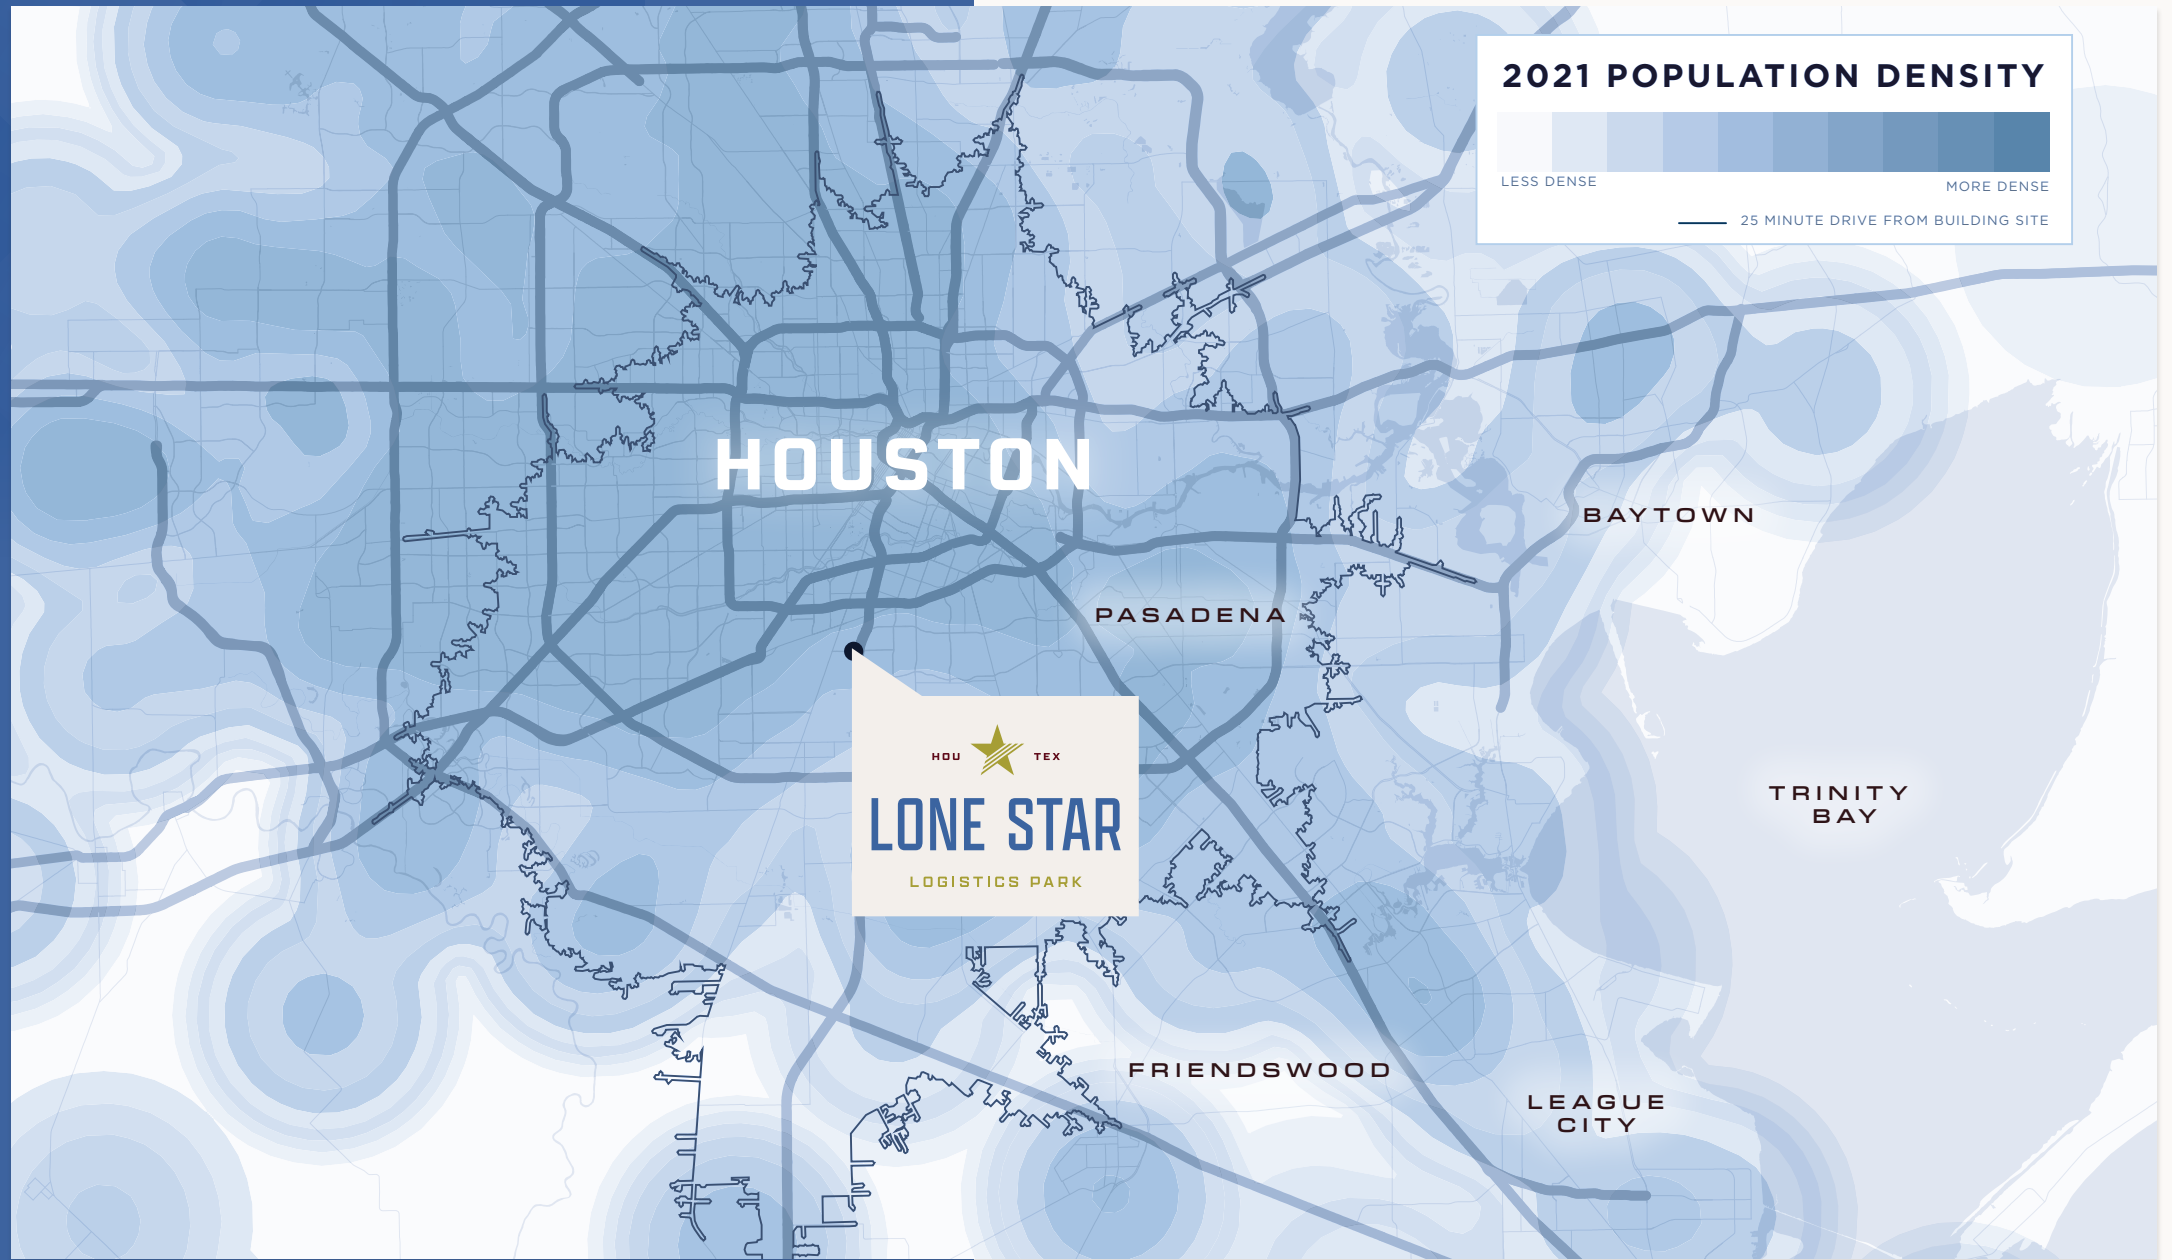 2021 POPULATION DENSITY
LESS DENSE
MORE DENSE
25 MINUTE DRIVE FROM BUILDING SITE
HOUSTON
BAYTOWN
PASADENA
HOU TEX
LONE STAR
LOGISTICS PARK
TRINITY
BAY
FRIENDSWOOD
LEAGUE
CITY